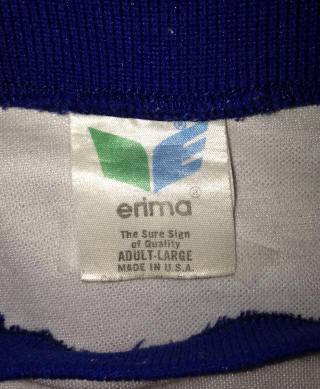 ®
®
erima
The Sure Sign
of Quality
ADULT-LARGE
MADE IN U.S.A.